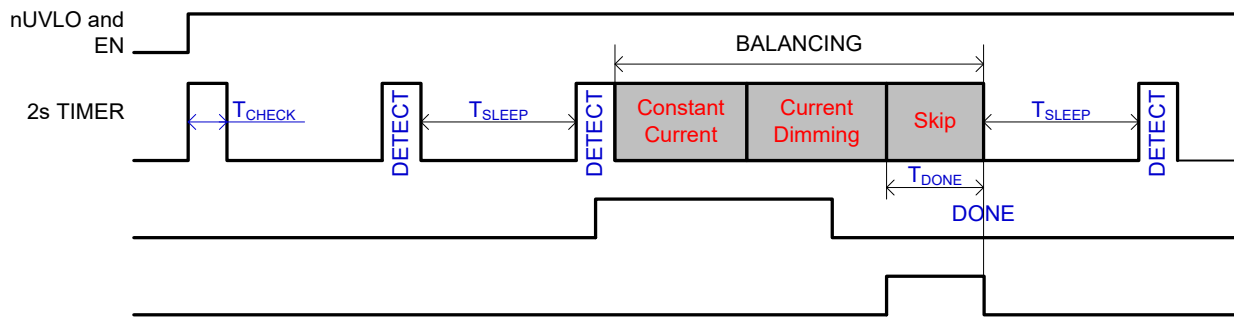 nUVLO and
EN
BALANCING
2s TIMER
TCHECK
DETECT
TSLEEP
DETECT
Constant
Current
Current
Dimming
Skip
TSLEEP
DETECT
TDONE
DONE